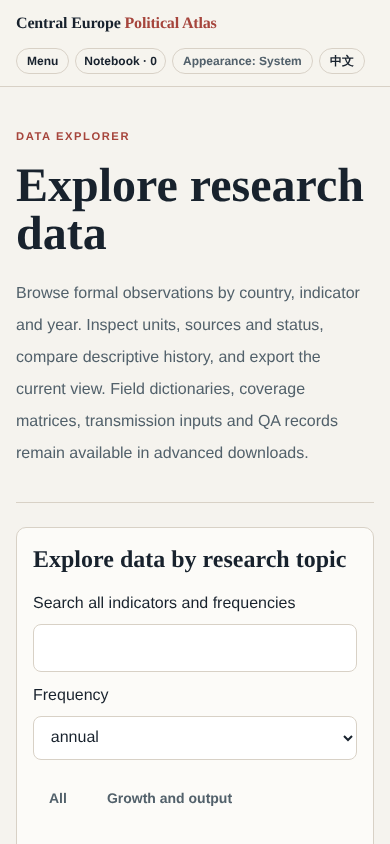 Central Europe Political Atlas
Menu
Notebook · 0
Appearance: System
中文
DATA EXPLORER
Explore research
data
Browse formal observations by country, indicator
and year. Inspect units, sources and status,
compare descriptive history, and export the
current view. Field dictionaries, coverage
matrices, transmission inputs and QA records
remain available in advanced downloads.
Explore data by research topic
Search all indicators and frequencies
Frequency
annual
All
Growth and output